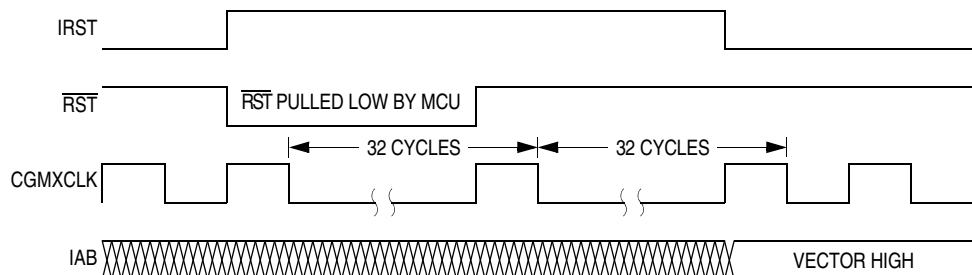 IRST
RST
RST PULLED LOW BY MCU
32 CYCLES
32 CYCLES
CGMXCLK
IAB
VECTOR HIGH